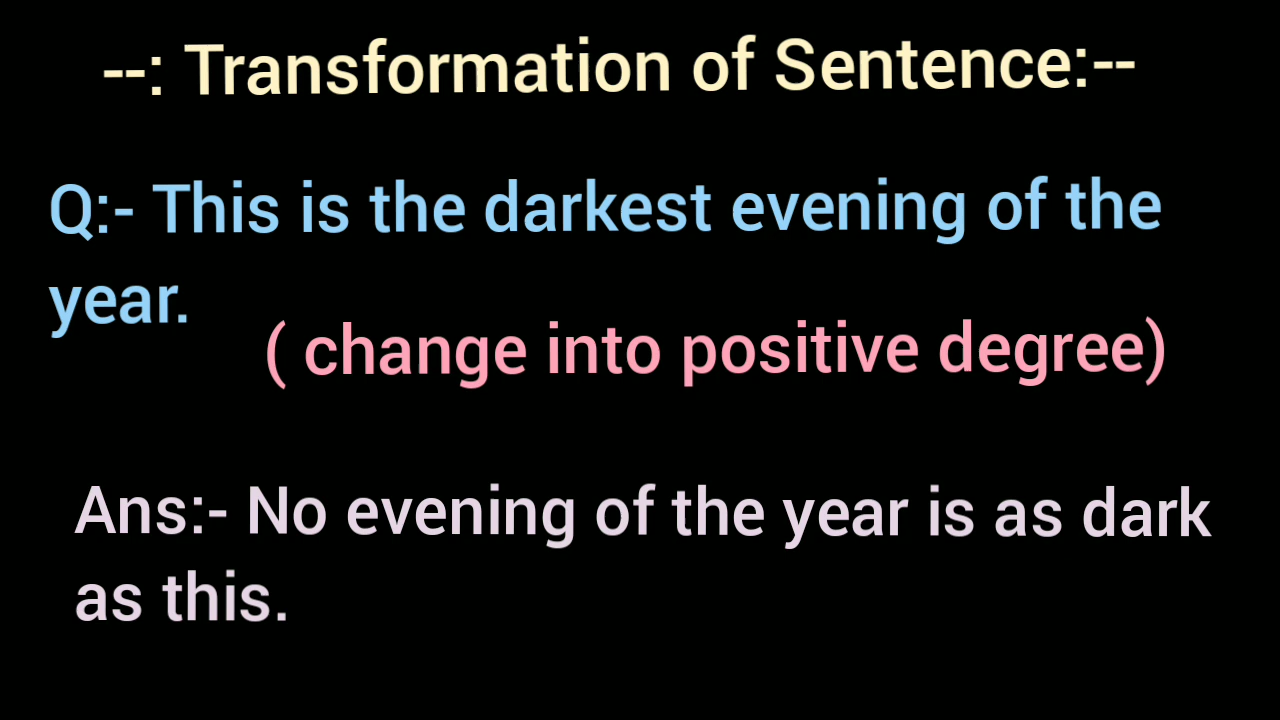 --: Transformation of Sentence:--
Q:- This is the darkest evening of the
year.
( change into positive degree)
Ans:- No evening of the year is as dark
as this.